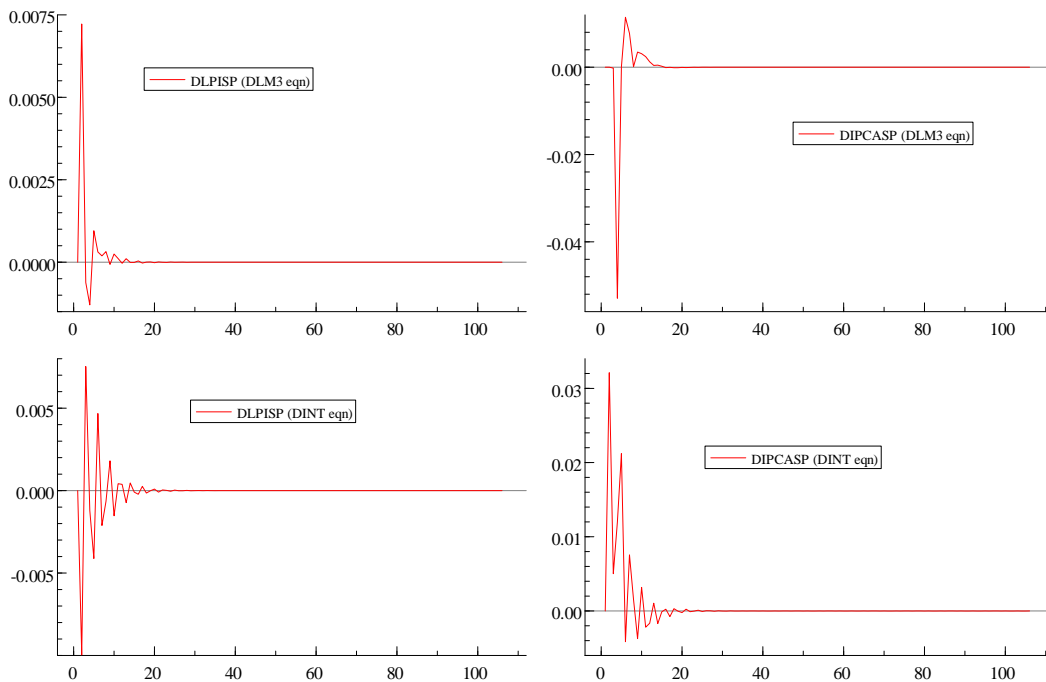 0.0075
0.0050
0.0025
0.0000
DLPISP (DLM3 eqn)
0 20 40 60 80 100
0.00
-0.02
-0.04
DIPCASP (DLM3 eqn)
0 20 40 60 80 100
0.005
0.000
-0.005
DLPISP (DINT eqn)
0 20 40 60 80 100
0.03
0.02
0.01
0.00
DIPCASP (DINT eqn)
0 20 40 60 80 100